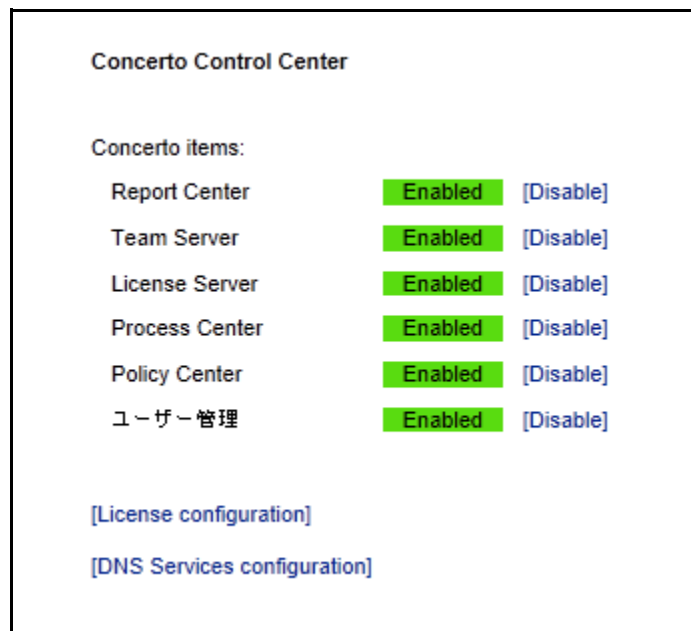 Concerto Control Center
Concerto items:
Report Center Enabled [Disable]
Team Server Enabled [Disable]
License Server Enabled [Disable]
Process Center Enabled [Disable]
Policy Center Enabled [Disable]
ユーザー管理 Enabled [Disable]
[License configuration]
[DNS Services configuration]